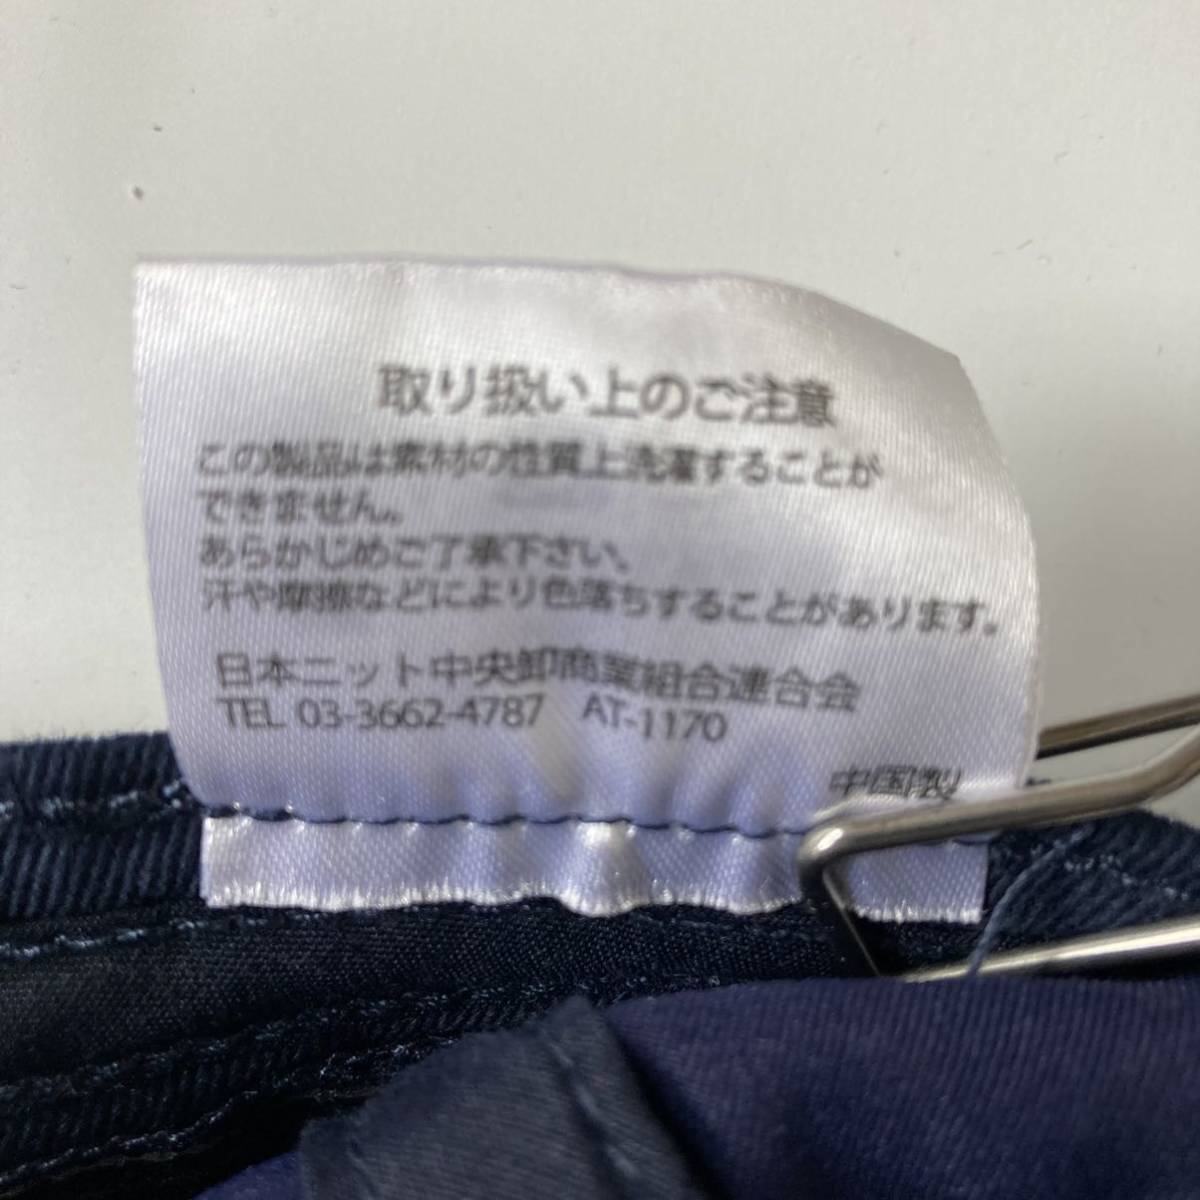 取り扱い上のご注意
この製品は素材の性質上洗濯することが
できません。
あらかじめご了承下さい、
汗や摩擦などにより色落ちすることがあります。
日本ニット中央卸商業組合連合会
TEL 03-3662-4787 AT-1170
中国製